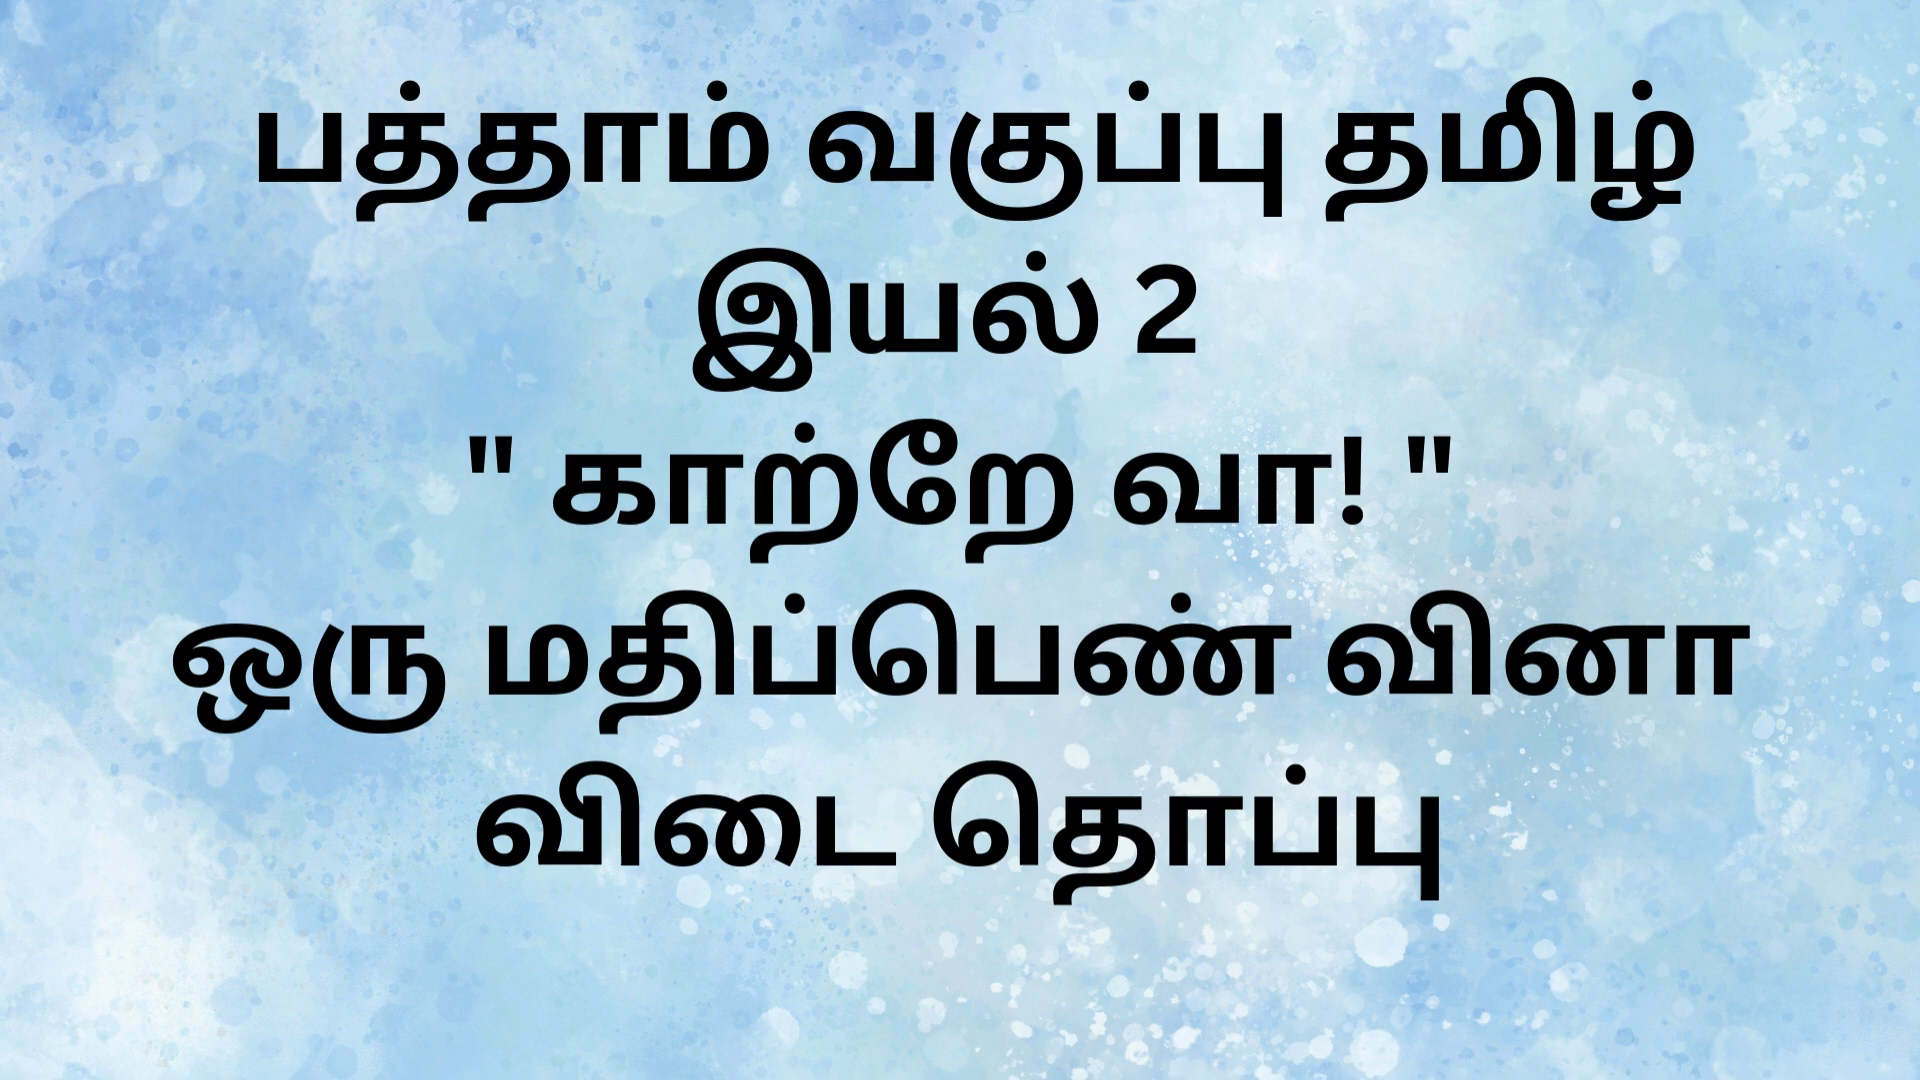 பத்தாம் வகுப்பு தமிழ்
இயல் 2
" காற்றே வா! "
ஒரு மதிப்பெண் வினா
விடை தொப்பு